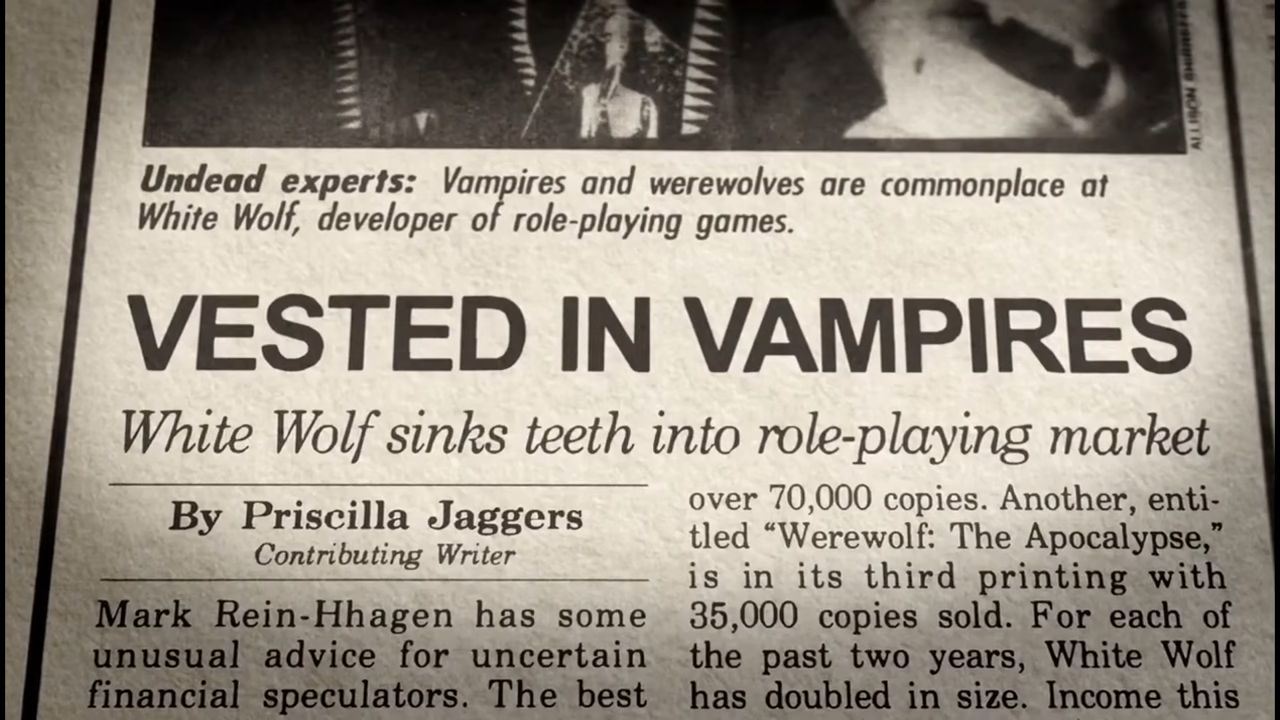 ALLISON SHIRREFFS
Undead experts: Vampires and werewolves are commonplace at
White Wolf, developer of role-playing games.
VESTED IN VAMPIRES
White Wolf sinks teeth into role-playing market
By Priscilla Jaggers
Contributing Writer
Mark Rein-Hhagen has some
unusual advice for uncertain
financial speculators. The best
over 70,000 copies. Another, enti-
tled “Werewolf: The Apocalypse,”
is in its third printing with
35,000 copies sold. For each of
the past two years, White Wolf
has doubled in size. Income this